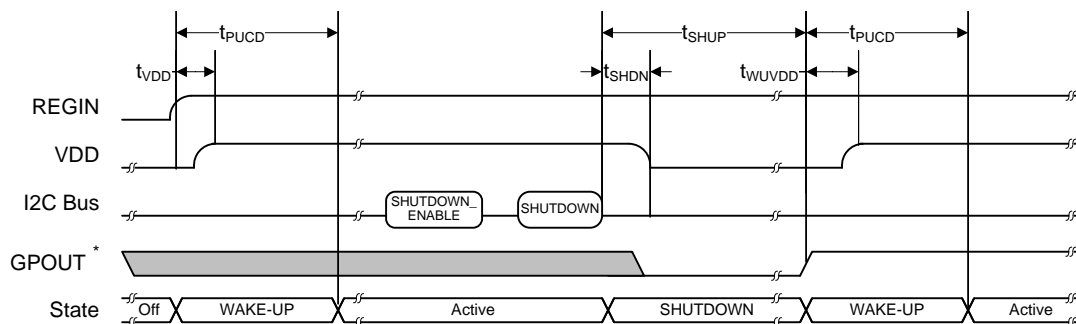 tPUCD tSHUP tPUCD
tVDD tSHDN tWUVDD
REGIN
VDD
I2C Bus SHUTDOWN_ SHUTDOWN
ENABLE
GPOUT *
State Off WAKE-UP Active SHUTDOWN WAKE-UP Active